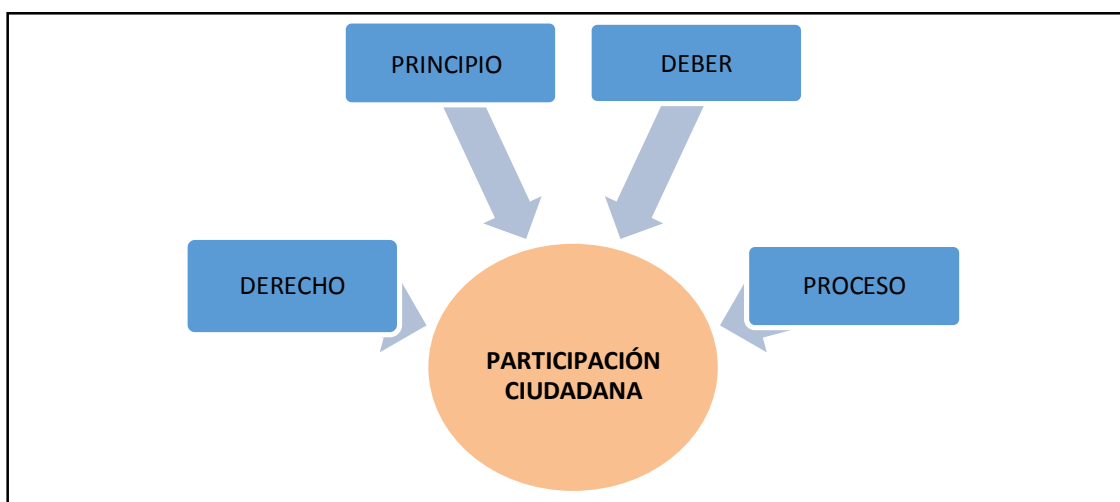 PRINCIPIO
DEBER
DERECHO
PROCESO
PARTICIPACIÓN
CIUDADANA